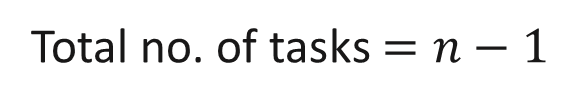 Total no. of tasks = n − 1